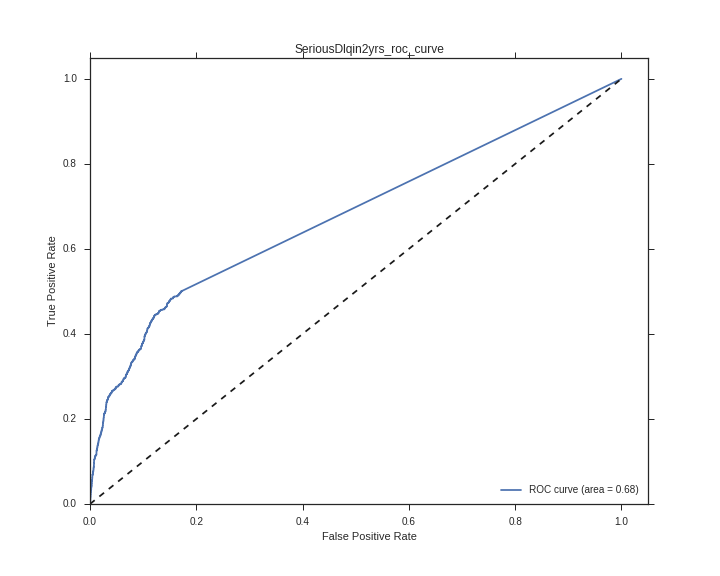 SeriousDlqin2yrs_roc_curve
1.0
0.8
0.6
0.4
0.2
0.0
True Positive Rate
ROC curve (area = 0.68)
0.0 0.2 0.4 0.6 0.8 1.0
False Positive Rate